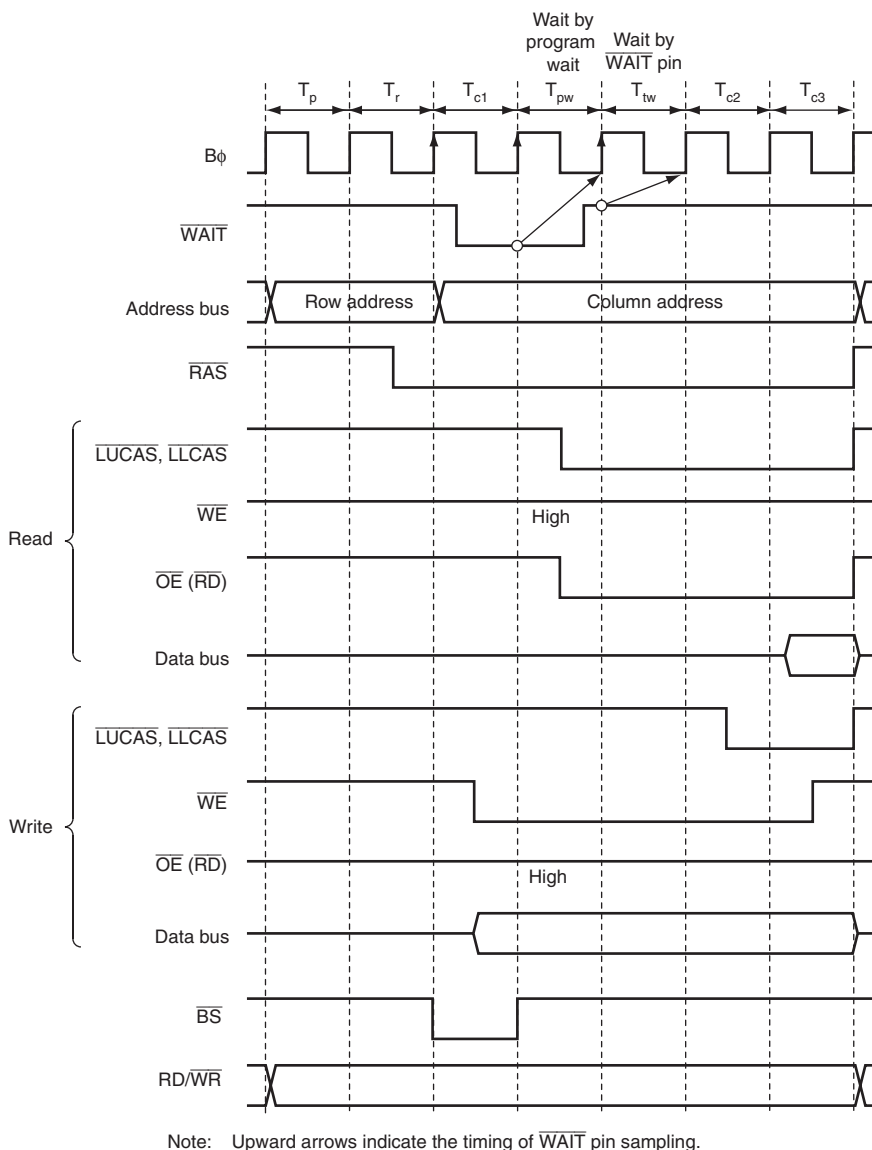 Wait by
program
wait
Wait by
WAIT pin
Tp Tr Tc1 Tpw Ttw Tc2 Tc3
Bϕ
WAIT
Address bus Row address Column address
RAS
Read
LUCAS, LLCAS
WE High
OE (RD)
Data bus
Write
LUCAS, LLCAS
WE
OE (RD) High
Data bus
BS
RD/WR
Note: Upward arrows indicate the timing of WAIT pin sampling.